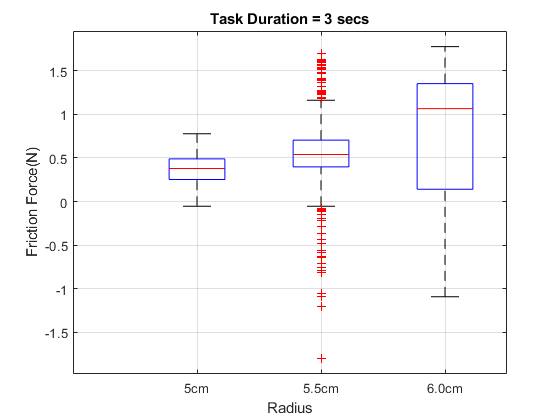 Task Duration = 3 secs
Friction Force(N)
1.5
1
0.5
0
-0.5
-1
-1.5
5cm
5.5cm
6.0cm
Radius